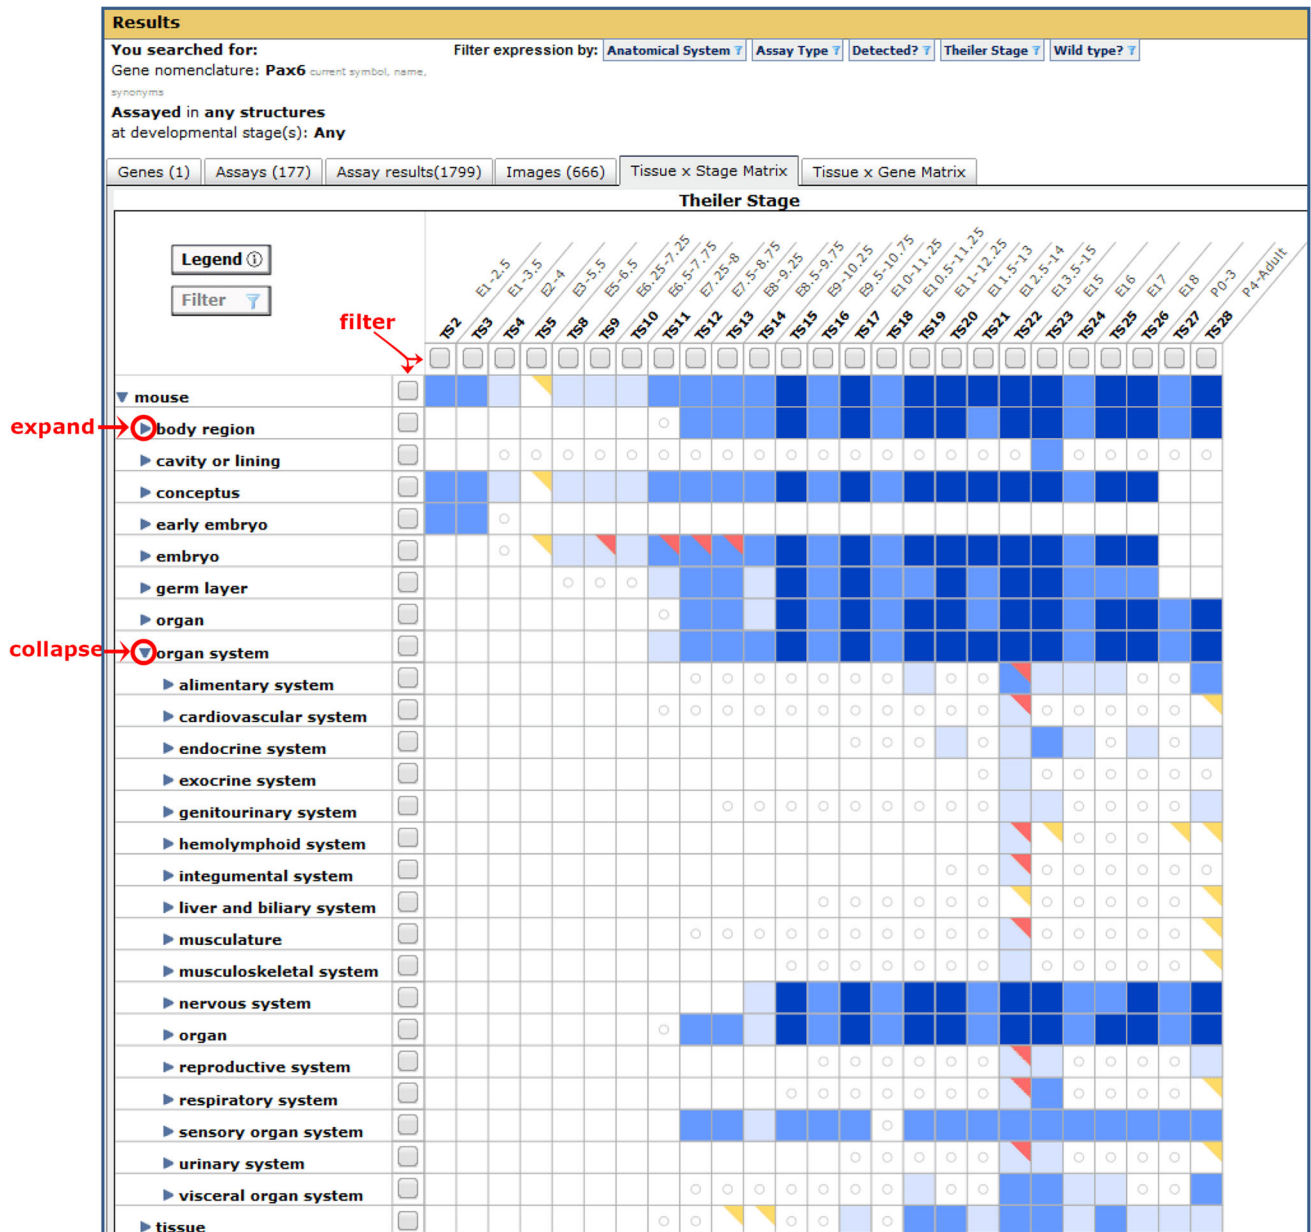 Results
You searched for:
Gene nomenclature: Pax6 current symbol, name,
synonyms
Assayed in any structures
at developmental stage(s): Any
Filter expression by: Anatomical System Assay Type Detected? Theiler Stage Wild type?
Genes (1) Assays (177) Assay results(1799) Images (666) Tissue x Stage Matrix Tissue x Gene Matrix
Theiler Stage
Legend
Filter
filter
E1-2.5 E1-3.5 E2-4 E3-5.5 E5-6.5 E6.25-7.25 E6.5-7.75 E7.25-8 E7.5-8.75 E8-9.25 E8.5-9.75 E9-10.25 E9.5-10.75 E10-11.25 E10.5-11.25 E11-12.25 E11.5-13 E12.5-14 E13.5-15 E15 E16 E17 E18 P0-3 P4-Adult
TS2 TS3 TS4 TS5 TS8 TS9 TS10 TS11 TS12 TS13 TS14 TS15 TS16 TS17 TS18 TS19 TS20 TS21 TS22 TS23 TS24 TS25 TS26 TS27 TS28
mouse
expand
body region
cavity or lining
conceptus
early embryo
embryo
germ layer
organ
collapse
organ system
alimentary system
cardiovascular system
endocrine system
exocrine system
genitourinary system
hemolymphoid system
integumental system
liver and biliary system
musculature
musculoskeletal system
nervous system
organ
reproductive system
respiratory system
sensory organ system
urinary system
visceral organ system
tissue